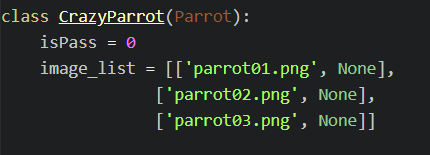 class CrazyParrot(Parrot):
    isPass = 0
    image_list = [['parrot01.png', None],
                  ['parrot02.png', None],
                  ['parrot03.png', None]]